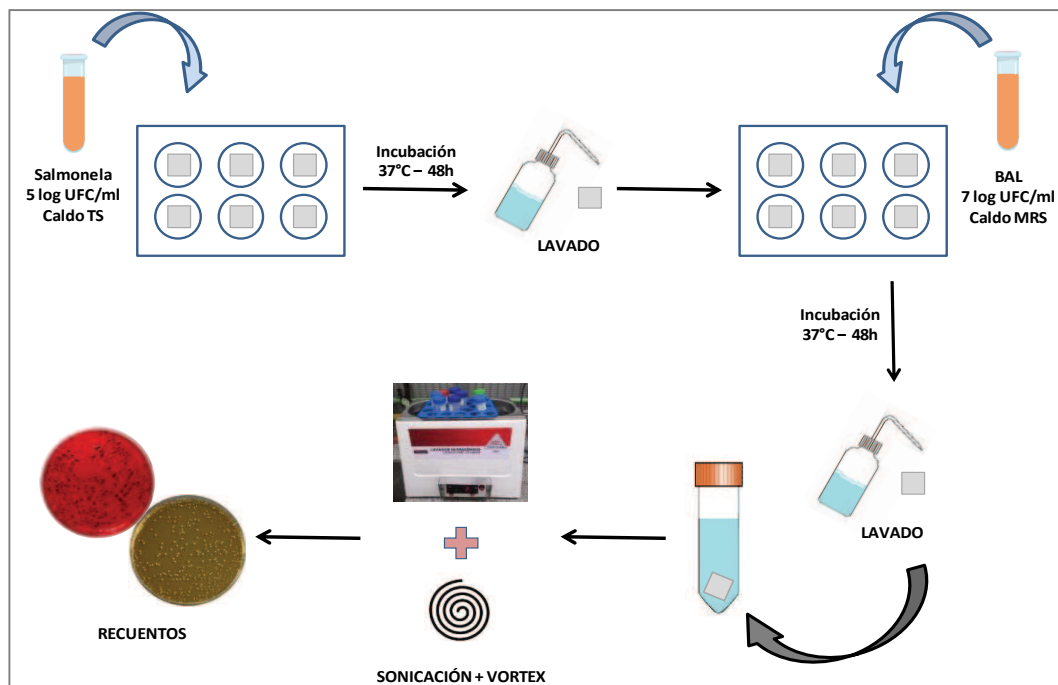 Salmonela
5 log UFC/ml
Caldo TS
Incubación
37°C – 48h
LAVADO
BAL
7 log UFC/ml
Caldo MRS
Incubación
37°C – 48h
LAVADO
SONICACIÓN + VORTEX
RECUENTOS